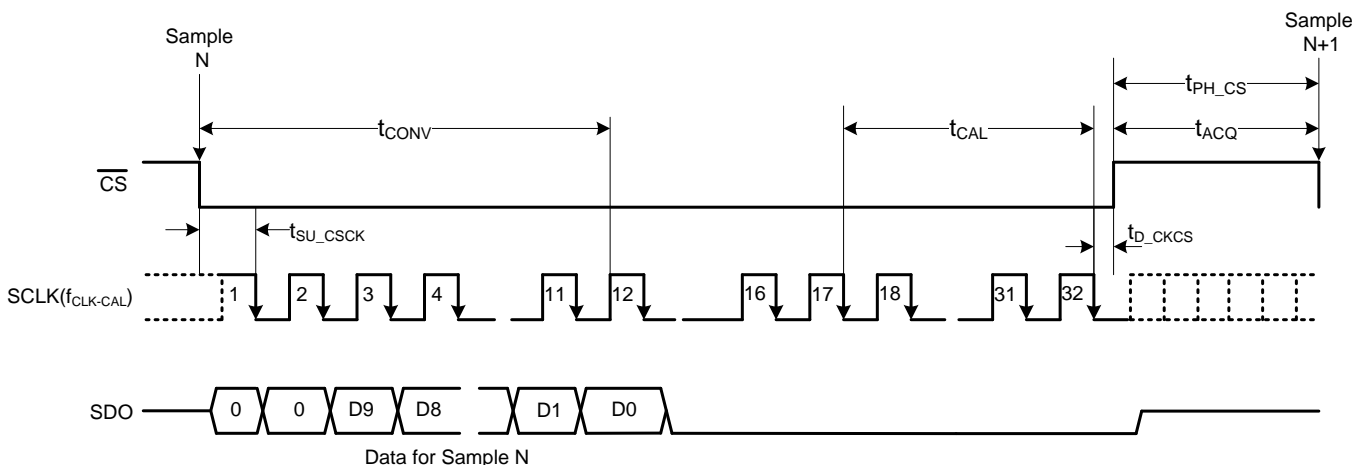 Sample
N
Sample
N+1
tPH_CS
tCONV
tCAL
tACQ
CS
tSU_CSCK
tD_CKCS
SCLK(fCLK-CAL)
1 2 3 4 11 12 16 17 18 31 32
SDO
0 0 D9 D8 D1 D0
Data for Sample N